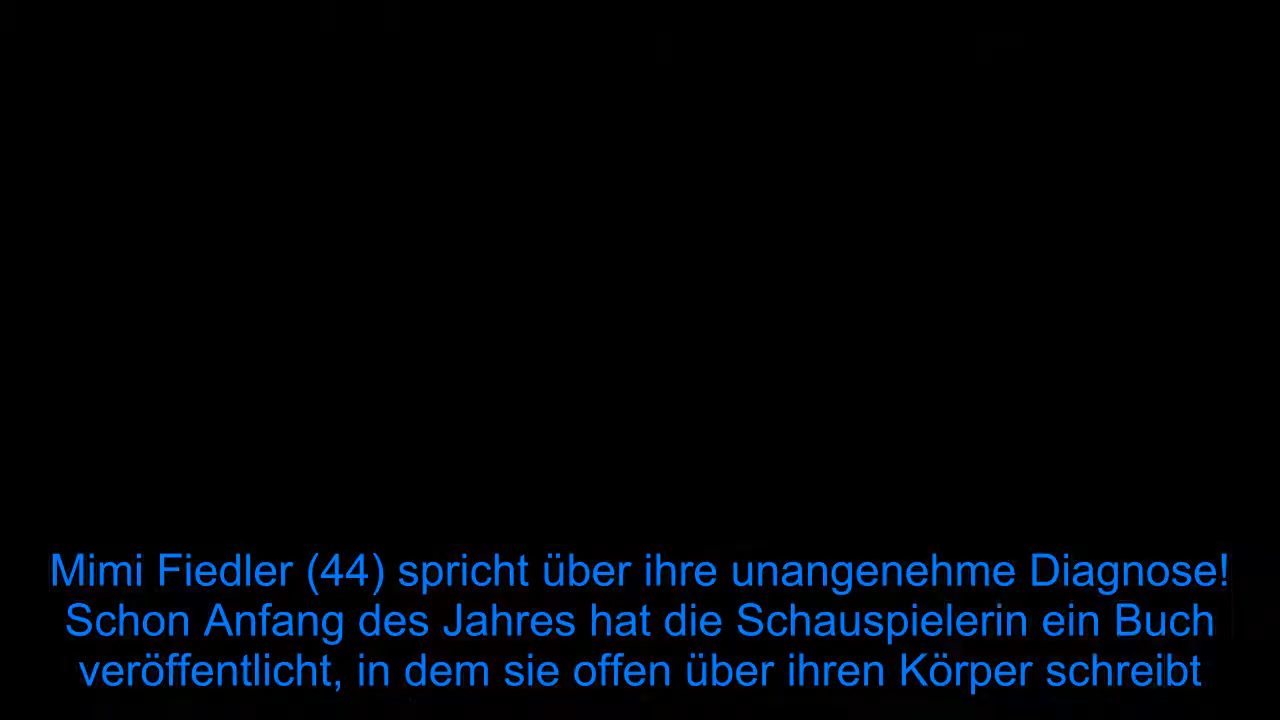 Mimi Fiedler (44) spricht über ihre unangenehme Diagnose!
Schon Anfang des Jahres hat die Schauspielerin ein Buch
veröffentlicht, in dem sie offen über ihren Körper schreibt